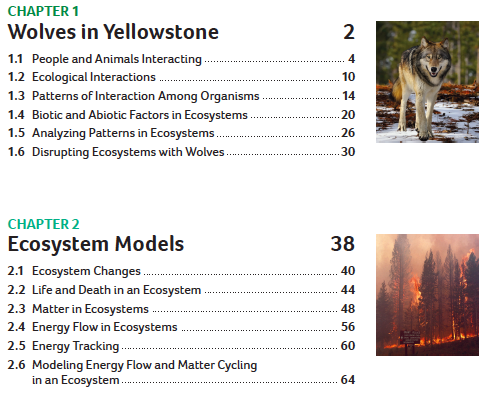 CHAPTER 1
Wolves in Yellowstone 2
1.1 People and Animals Interacting 4
1.2 Ecological Interactions 10
1.3 Patterns of Interaction Among Organisms 14
1.4 Biotic and Abiotic Factors in Ecosystems 20
1.5 Analyzing Patterns in Ecosystems 26
1.6 Disrupting Ecosystems with Wolves 30
CHAPTER 2
Ecosystem Models 38
2.1 Ecosystem Changes 40
2.2 Life and Death in an Ecosystem 44
2.3 Matter in Ecosystems 48
2.4 Energy Flow in Ecosystems 56
2.5 Energy Tracking 60
2.6 Modeling Energy Flow and Matter Cycling
in an Ecosystem 64